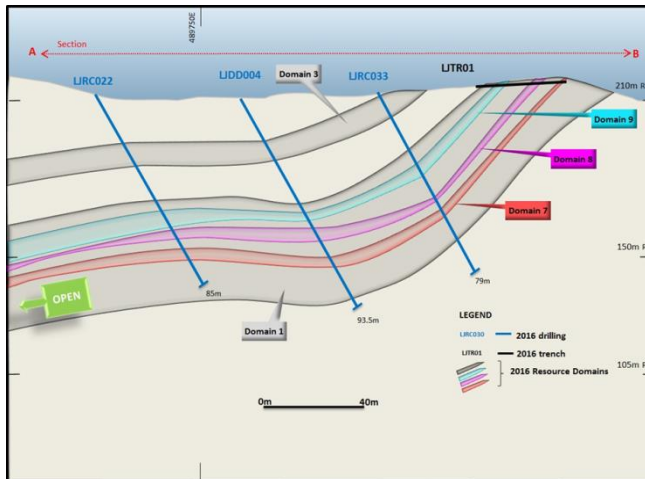 489750E
A
Section
B
LJRC022
LJDD004
Domain 3
LJRC033
LJTR01
210m R
Domain 9
Domain 8
Domain 7
150m R
OPEN
85m
79m
93.5m
Domain 1
LEGEND
LJRC030 2016 drilling
LJTR01 2016 trench
2016 Resource Domains
105m R
0m 40m